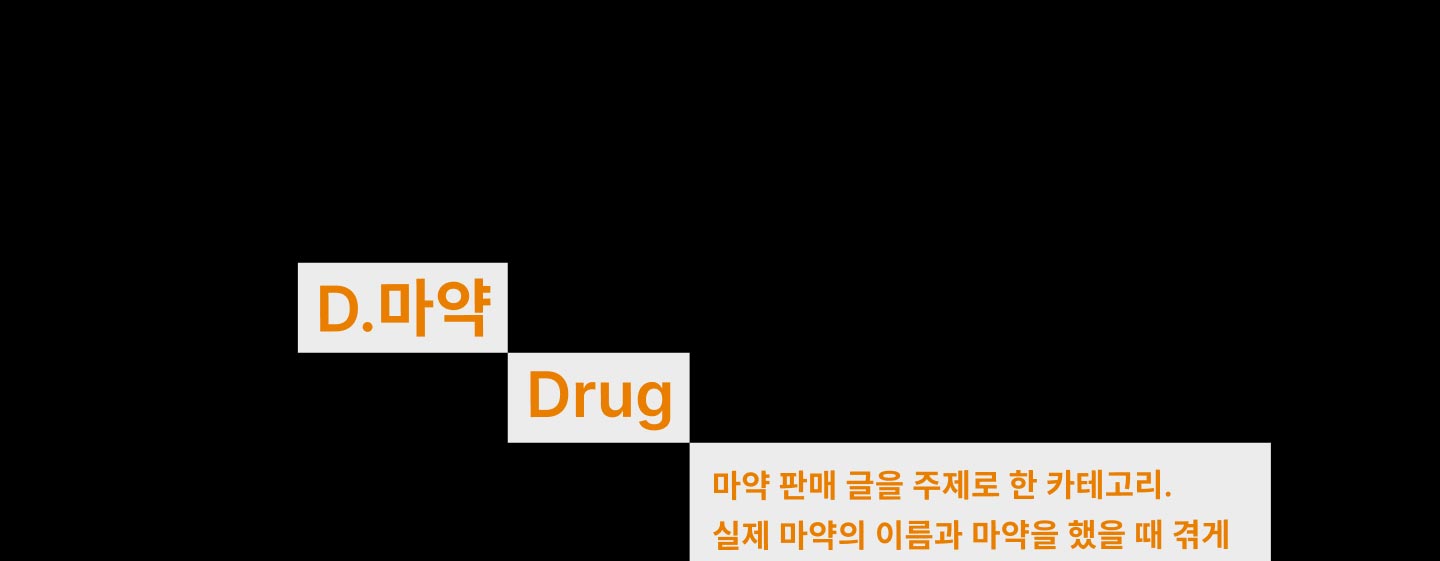 D.마약
Drug
마약 판매 글을 주제로 한 카테고리.
실제 마약의 이름과 마약을 했을 때 겪게